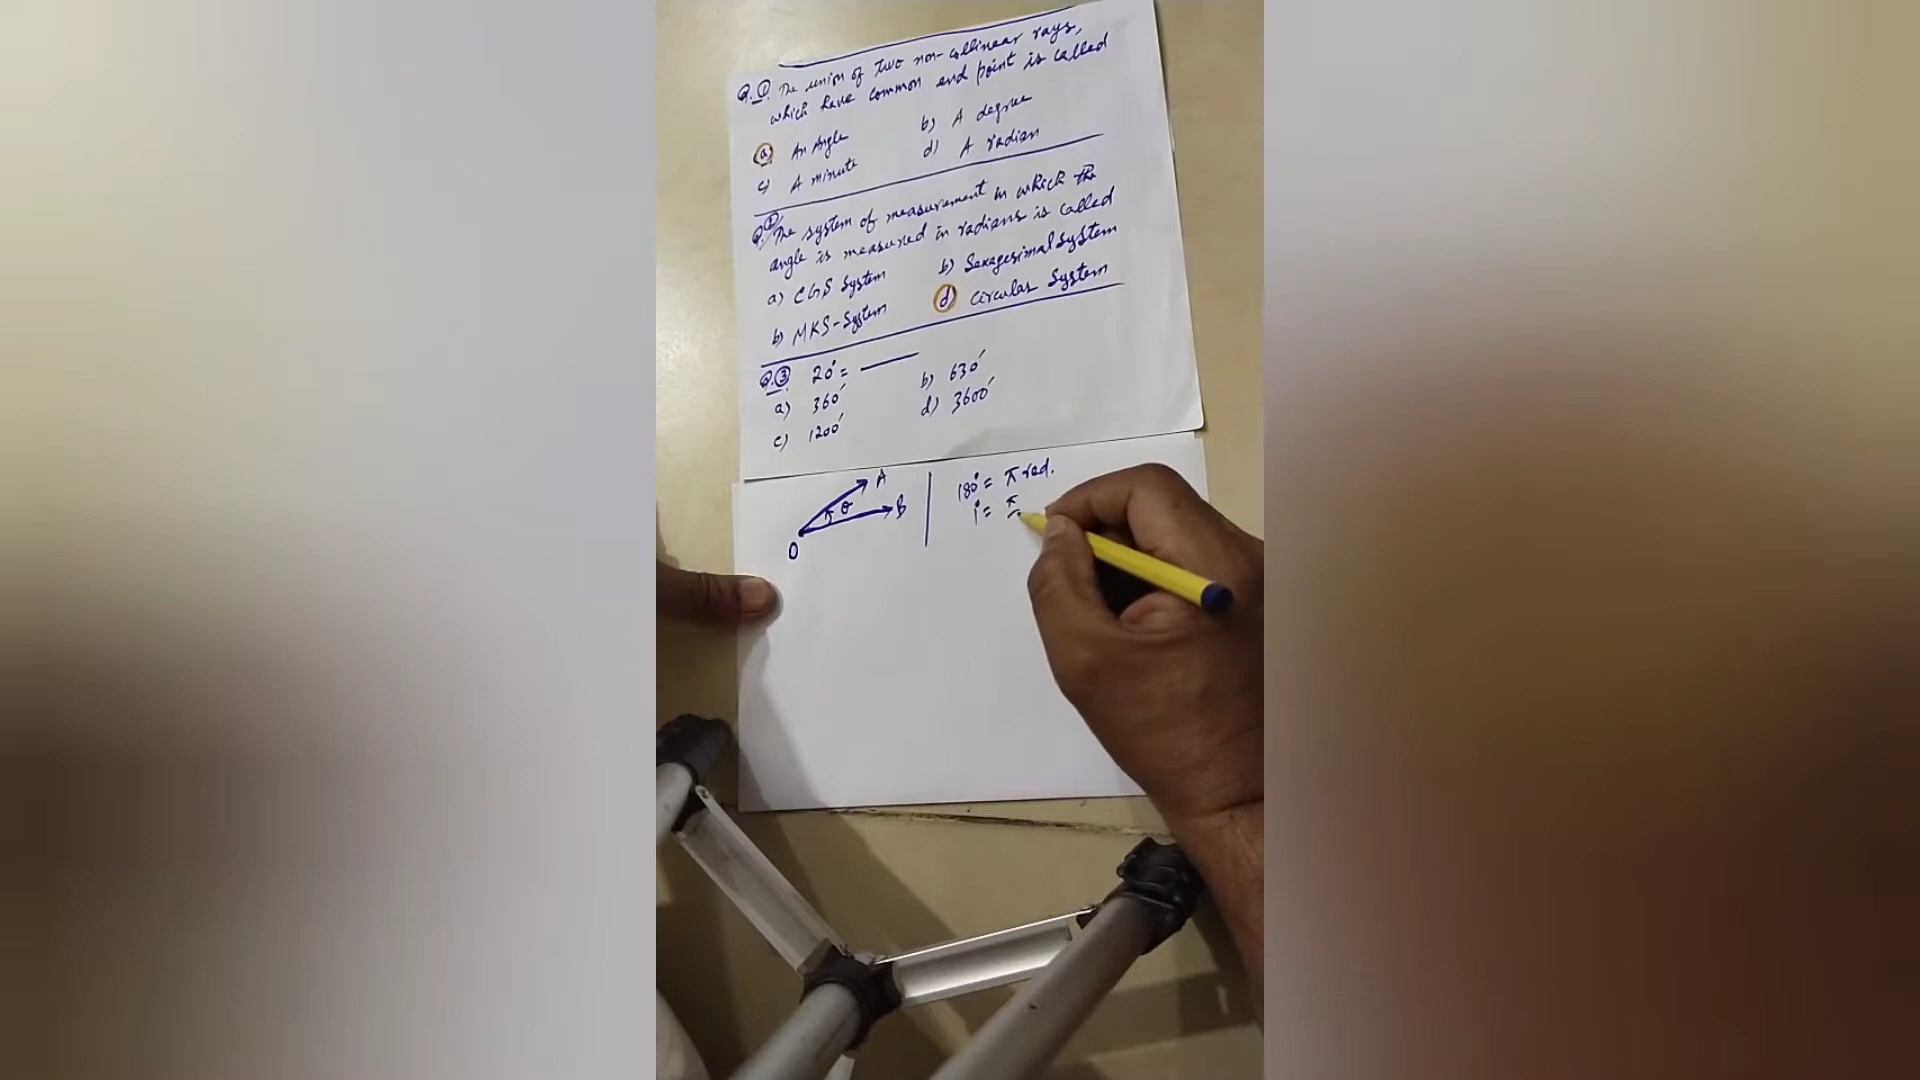 Q.① The union of two non-collinear rays,
which have common end point is called
ⓐ An Angle b) A degree
c) A minute d) A radian
Q.② The system of measurement in which the
angle is measured in radians is called
a) CGS System b) Sexagesimal System
b) MKS-System ⓓ Circular System
Q.③ 20° = ____
a) 360′ b) 630′
c) 1200′ d) 3600′
A
θ
B
O
180° = π rad.
1° = π